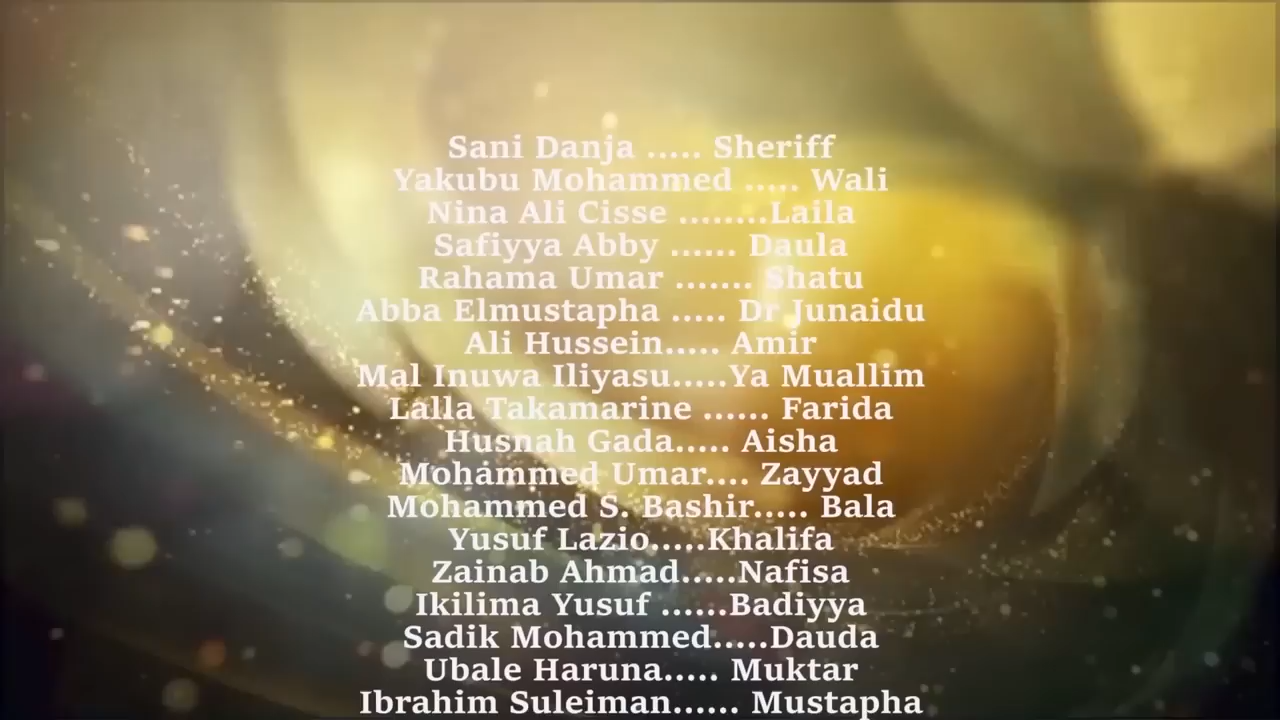 Sani Danja ..... Sheriff
Yakubu Mohammed ..... Wali
Nina Ali Cisse ........Laila
Safiyya Abby ...... Daula
Rahama Umar ....... Shatu
Abba Elmustapha ..... Dr Junaidu
Ali Hussein..... Amir
Mal Inuwa Iliyasu.....Ya Muallim
Lalla Takamarine ...... Farida
Husnah Gada..... Aisha
Mohammed Umar.... Zayyad
Mohammed S. Bashir..... Bala
Yusuf Lazio.....Khalifa
Zainab Ahmad.....Nafisa
Ikilima Yusuf ......Badiyya
Sadik Mohammed.....Dauda
Ubale Haruna..... Muktar
Ibrahim Suleiman...... Mustapha